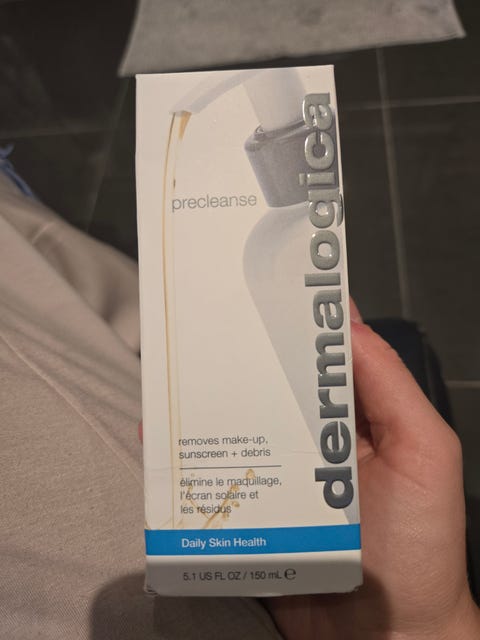 precleanse
dermalogica
removes make-up,
sunscreen + debris
élimine le maquillage,
l'écran solaire et
les résidus
Daily Skin Health
5.1 US FL OZ / 150 mL ℮